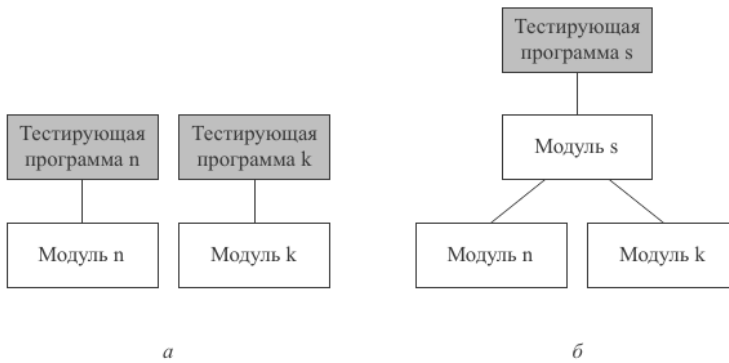 Тестирующая
программа s
Модуль s
Тестирующая
программа n
Тестирующая
программа k
Модуль n
Модуль k
Модуль n
Модуль k
а
б